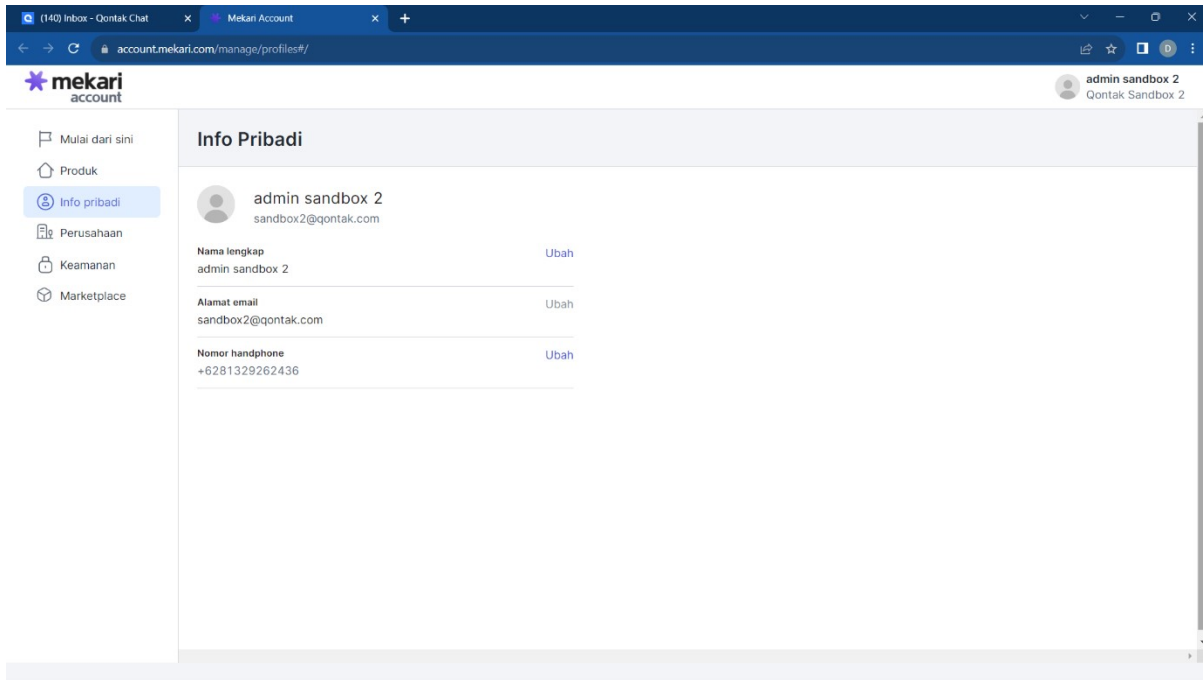 (140) Inbox - Qontak Chat
Mekari Account
account.mekari.com/manage/profiles#/
D
mekari
account
admin sandbox 2
Qontak Sandbox 2
Mulai dari sini
Produk
Info pribadi
Perusahaan
Keamanan
Marketplace
Info Pribadi
admin sandbox 2
sandbox2@qontak.com
Nama lengkap
Ubah
admin sandbox 2
Alamat email
Ubah
sandbox2@qontak.com
Nomor handphone
Ubah
+6281329262436